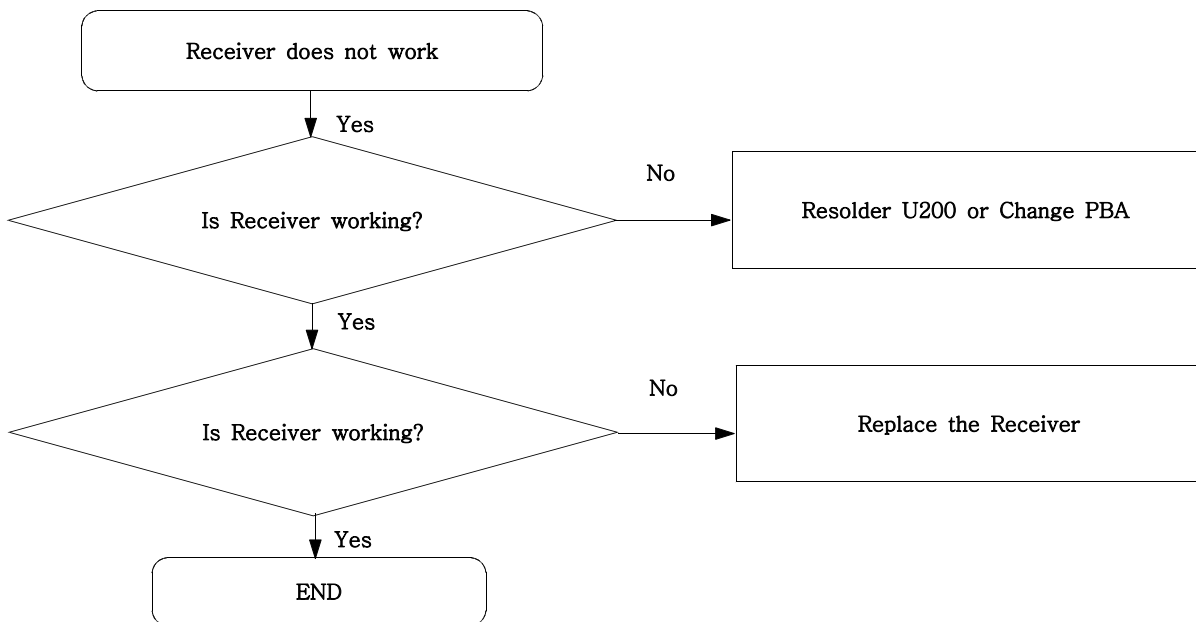 Receiver does not work
Yes
Is Receiver working?
No
Resolder U200 or Change PBA
Yes
Is Receiver working?
No
Replace the Receiver
Yes
END